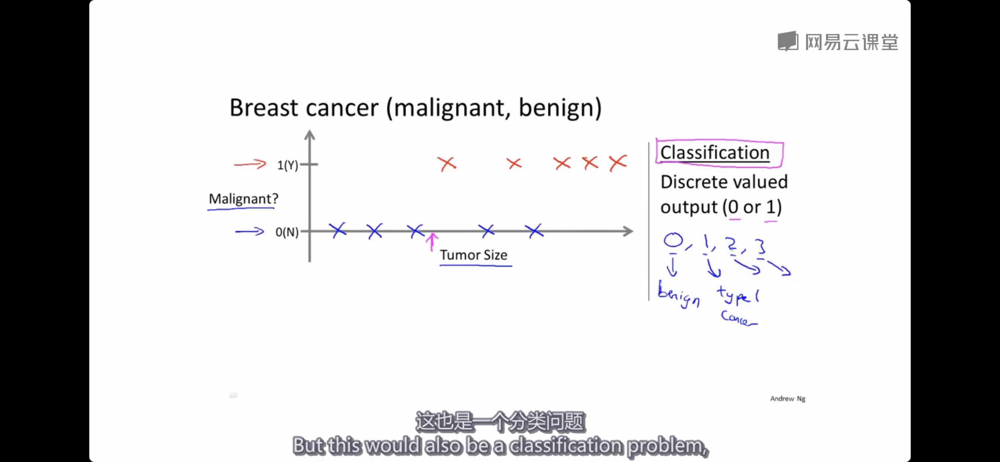 网易云课堂
Breast cancer (malignant, benign)
1(Y)
Malignant?
0(N)
Tumor Size
Classification
Discrete valued
output (0 or 1)
0, 1, 2, 3
benign type 1
cancer
Andrew Ng
这也是一个分类问题
But this would also be a classification problem,